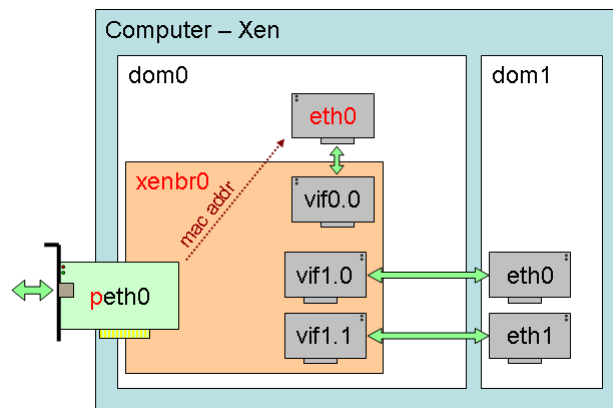 Computer – Xen
dom0
dom1
eth0
xenbr0
mac addr
vif0.0
peth0
vif1.0
eth0
vif1.1
eth1